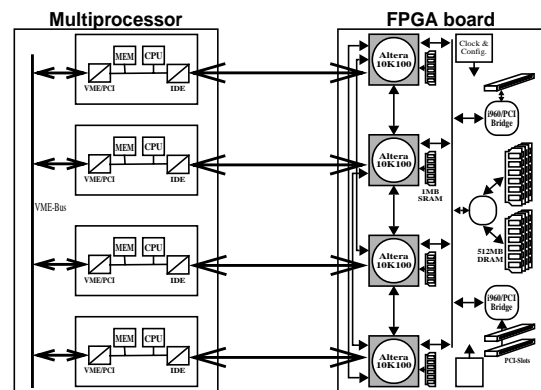 Multiprocessor
FPGA board
MEM
CPU
VME/PCI
IDE
MEM
CPU
VME/PCI
IDE
VME-Bus
MEM
CPU
VME/PCI
IDE
MEM
CPU
VME/PCI
IDE
Altera
10K100
Altera
10K100
1MB
SRAM
Altera
10K100
Altera
10K100
Clock &
Config.
i960/PCI
Bridge
512MB
DRAM
i960/PCI
Bridge
PCI-Slots